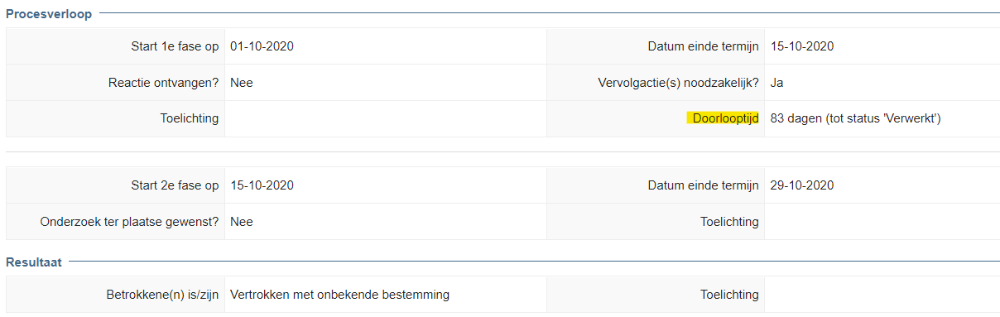 Procesverloop
Start 1e fase op 01-10-2020 Datum einde termijn 15-10-2020
Reactie ontvangen? Nee Vervolgactie(s) noodzakelijk? Ja
Toelichting Doorlooptijd 83 dagen (tot status 'Verwerkt')
Start 2e fase op 15-10-2020 Datum einde termijn 29-10-2020
Onderzoek ter plaatse gewenst? Nee Toelichting
Resultaat
Betrokkene(n) is/zijn Vertrokken met onbekende bestemming Toelichting